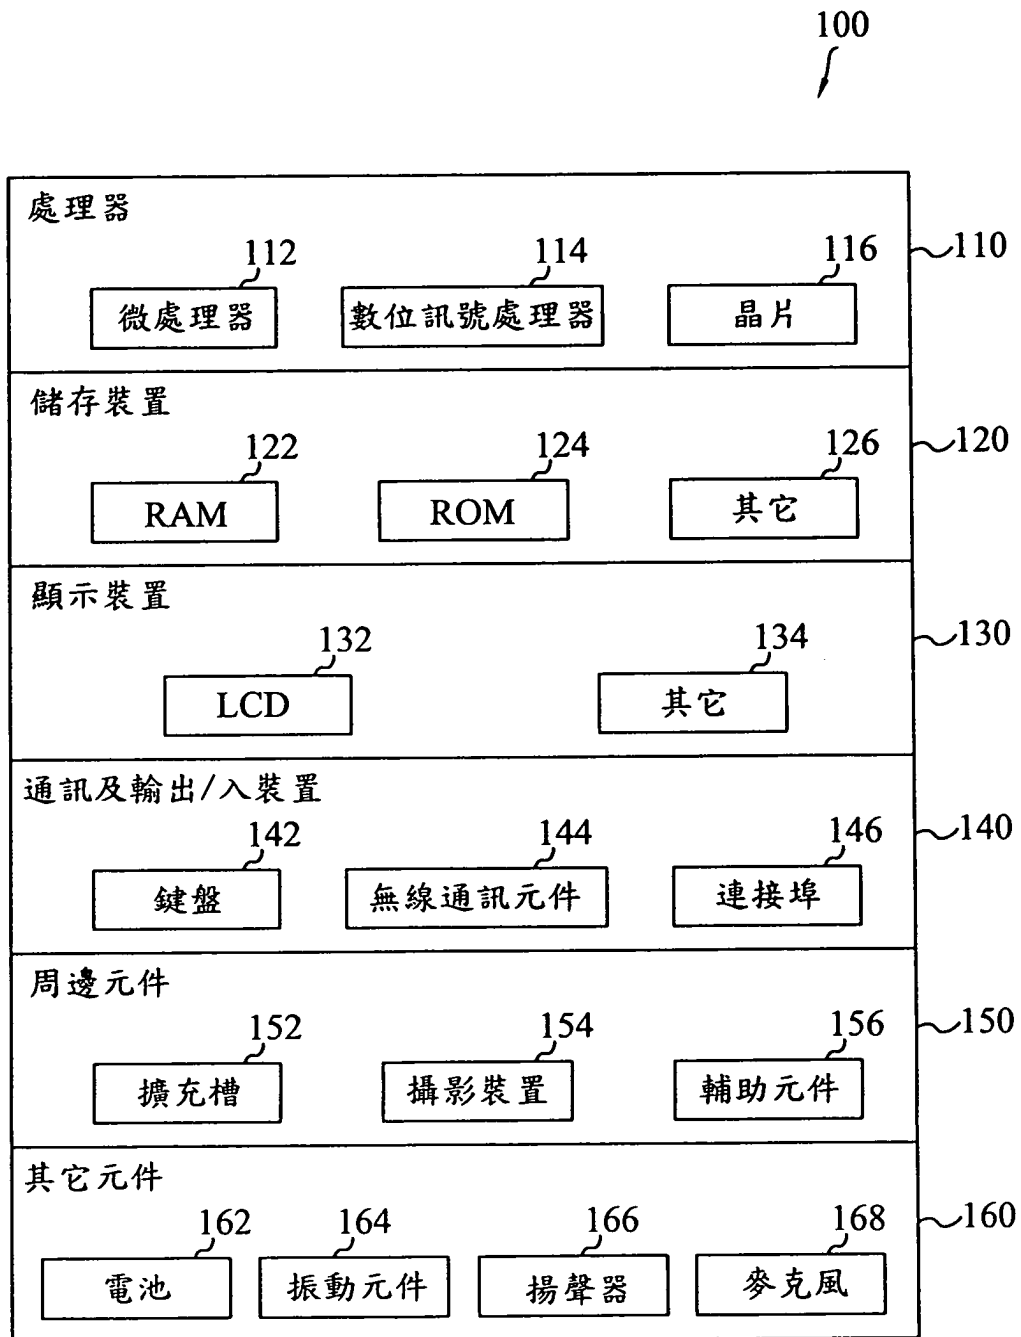 100
處理器
110
112 114 116
微處理器 數位訊號處理器 晶片
儲存裝置
120
122 124 126
RAM ROM 其它
顯示裝置
130
132 134
LCD 其它
通訊及輸出/入裝置
140
142 144 146
鍵盤 無線通訊元件 連接埠
周邊元件
150
152 154 156
擴充槽 攝影裝置 輔助元件
其它元件
160
162 164 166 168
電池 振動元件 揚聲器 麥克風